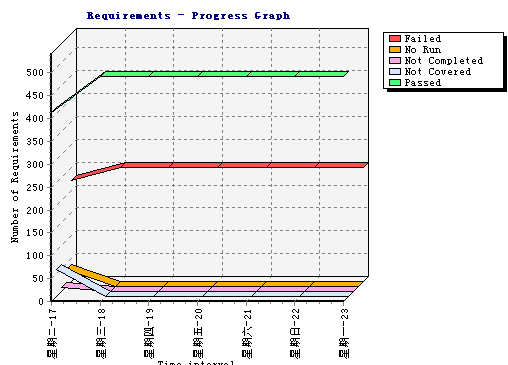 Requirements - Progress Graph
Failed
No Run
Not Completed
Not Covered
Passed
Number of Requirements
500
450
400
350
300
250
200
150
100
50
0
星期二-17
星期三-18
星期四-19
星期五-20
星期六-21
星期日-22
星期一-23
Time interval